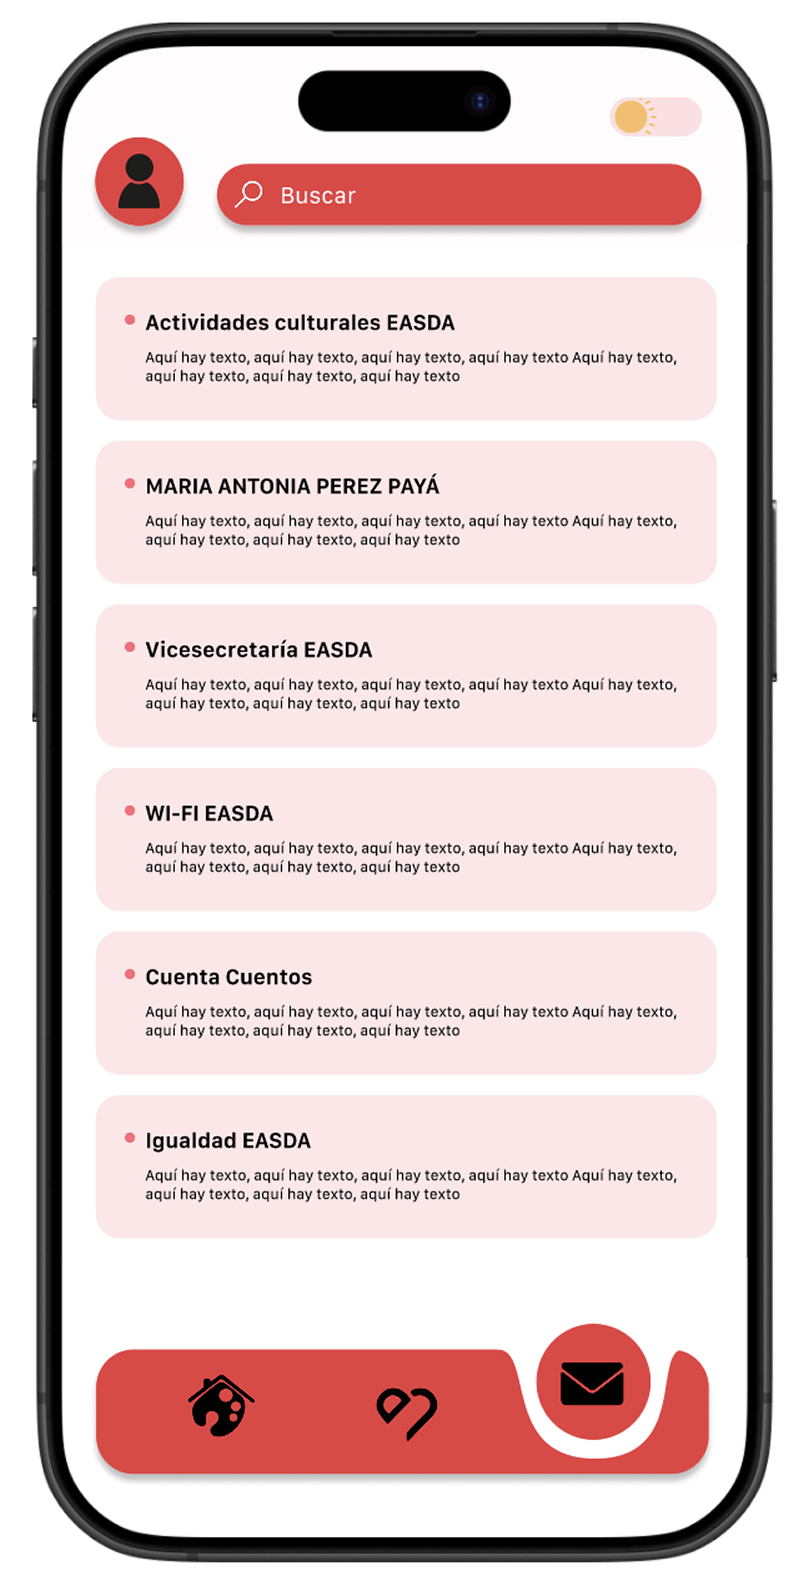 Buscar
Actividades culturales EASDA
Aquí hay texto, aquí hay texto, aquí hay texto, aquí hay texto Aquí hay texto,
aquí hay texto, aquí hay texto, aquí hay texto
MARIA ANTONIA PEREZ PAYÁ
Aquí hay texto, aquí hay texto, aquí hay texto, aquí hay texto Aquí hay texto,
aquí hay texto, aquí hay texto, aquí hay texto
Vicesecretaría EASDA
Aquí hay texto, aquí hay texto, aquí hay texto, aquí hay texto Aquí hay texto,
aquí hay texto, aquí hay texto, aquí hay texto
WI-FI EASDA
Aquí hay texto, aquí hay texto, aquí hay texto, aquí hay texto Aquí hay texto,
aquí hay texto, aquí hay texto, aquí hay texto
Cuenta Cuentos
Aquí hay texto, aquí hay texto, aquí hay texto, aquí hay texto Aquí hay texto,
aquí hay texto, aquí hay texto, aquí hay texto
Igualdad EASDA
Aquí hay texto, aquí hay texto, aquí hay texto, aquí hay texto Aquí hay texto,
aquí hay texto, aquí hay texto, aquí hay texto